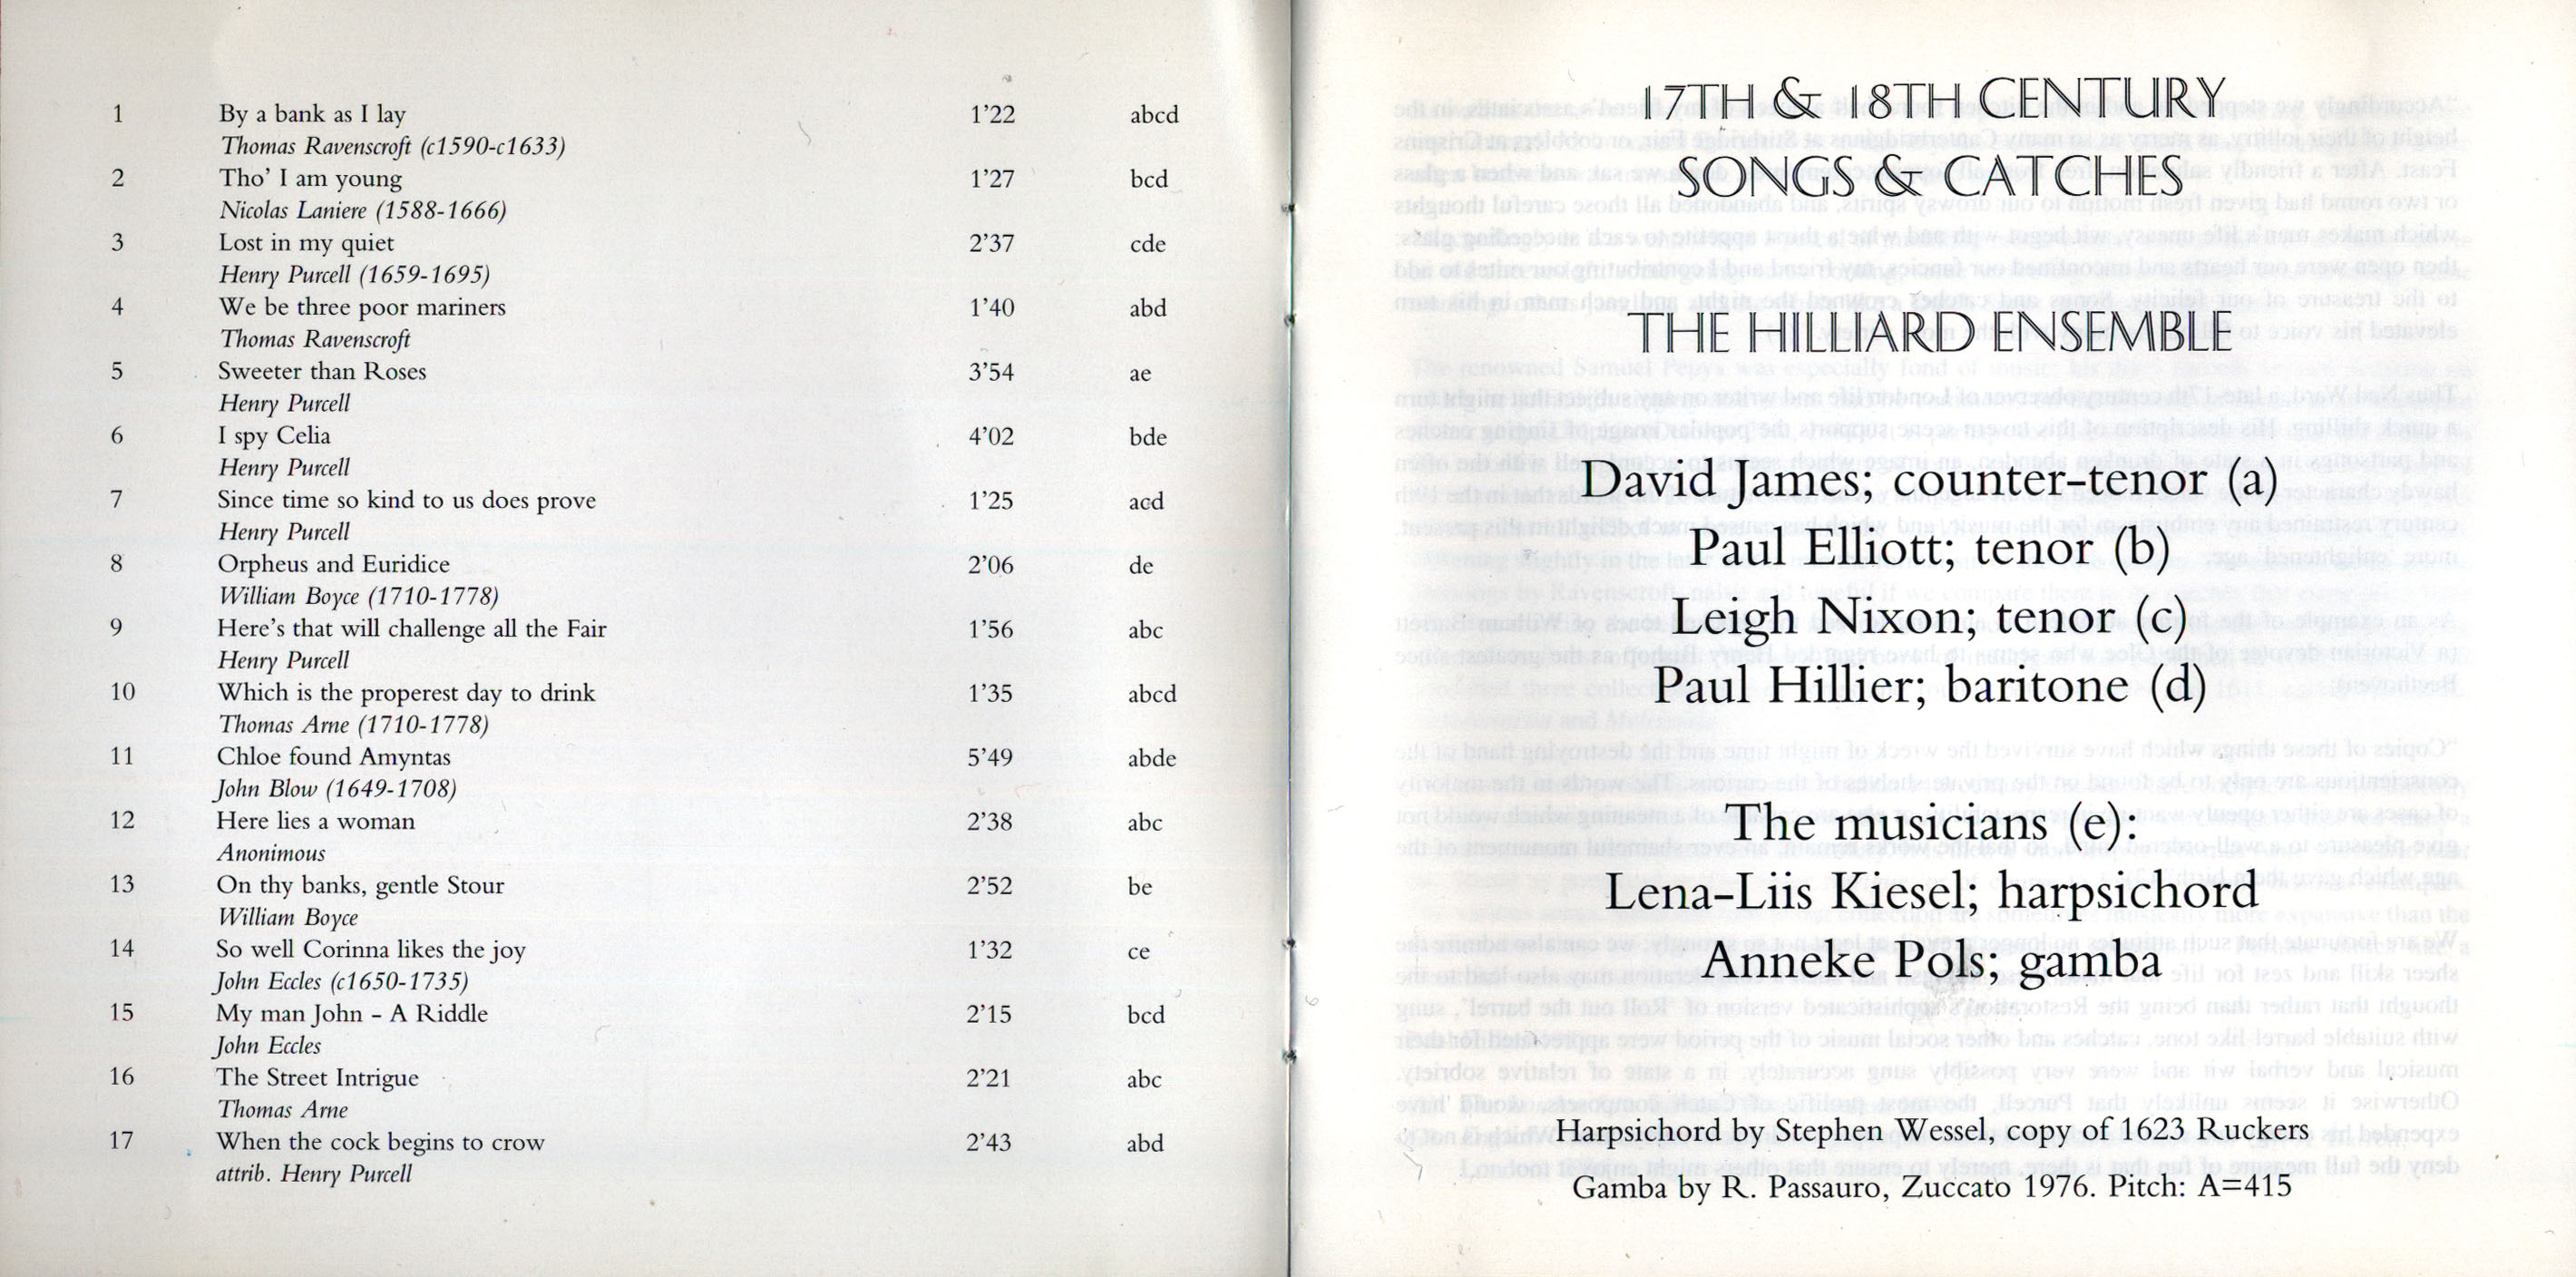 1 By a bank as I lay 1'22 abcd
Thomas Ravenscroft (c1590-c1633)
2 Tho' I am young 1'27 bcd
Nicolas Laniere (1588-1666)
3 Lost in my quiet 2'37 cde
Henry Purcell (1659-1695)
4 We be three poor mariners 1'40 abd
Thomas Ravenscroft
5 Sweeter than Roses 3'54 ae
Henry Purcell
6 I spy Celia 4'02 bde
Henry Purcell
7 Since time so kind to us does prove 1'25 acd
Henry Purcell
8 Orpheus and Euridice 2'06 de
William Boyce (1710-1778)
9 Here's that will challenge all the Fair 1'56 abc
Henry Purcell
10 Which is the properest day to drink 1'35 abcd
Thomas Arne (1710-1778)
11 Chloe found Amyntas 5'49 abde
John Blow (1649-1708)
12 Here lies a woman 2'38 abc
Anonimous
13 On thy banks, gentle Stour 2'52 be
William Boyce
14 So well Corinna likes the joy 1'32 ce
John Eccles (c1650-1735)
15 My man John - A Riddle 2'15 bcd
John Eccles
16 The Street Intrigue 2'21 abc
Thomas Arne
17 When the cock begins to crow 2'43 abd
attrib. Henry Purcell
17TH & 18TH CENTURY
SONGS & CATCHES
THE HILLIARD ENSEMBLE
David James; counter-tenor (a)
Paul Elliott; tenor (b)
Leigh Nixon; tenor (c)
Paul Hillier; baritone (d)
The musicians (e):
Lena-Liis Kiesel; harpsichord
Anneke Pols; gamba
Harpsichord by Stephen Wessel, copy of 1623 Ruckers
Gamba by R. Passauro, Zuccato 1976. Pitch: A=415